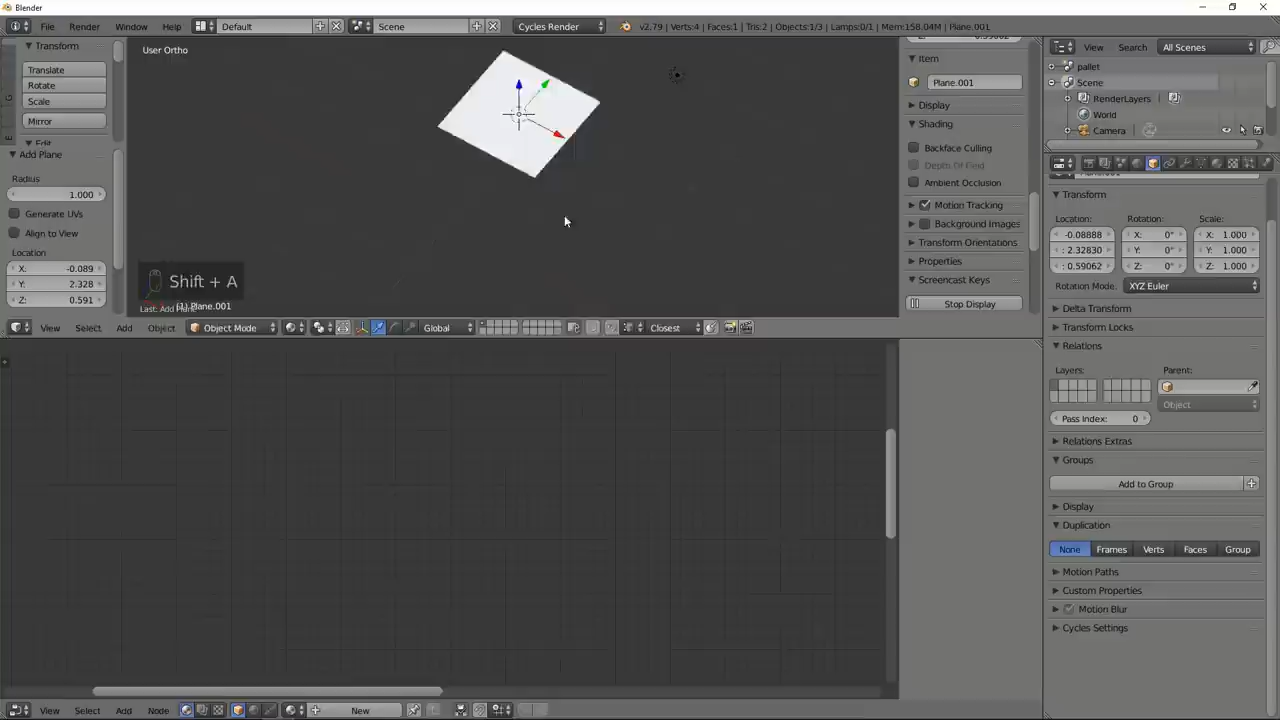 Blender
File Render Window Help Default Scene Cycles Render v2.79 | Verts:4 | Faces:1 | Tris:2 | Objects:1/3 | Lamps:0/1 | Mem:158.04M | Plane.001
Transform
Translate
Rotate
Scale
Mirror
Add Plane
Radius
1.000
Generate UVs
Align to View
Location
X: -0.089
Y: 2.328
Z: 0.591
User Ortho
Shift + A
(1) Plane.001
View Select Add Object Object Mode Global Closest
Item
Plane.001
Display
Shading
Backface Culling
Depth Of Field
Ambient Occlusion
Motion Tracking
Background Images
Transform Orientations
Properties
Screencast Keys
Stop Display
View Search All Scenes
pallet
Scene
RenderLayers
World
Camera
Transform
Location: Rotation: Scale:
-0.08888 X: 0° X: 1.000
: 2.32830 Y: 0° Y: 1.000
: 0.59062 Z: 0° Z: 1.000
Rotation Mode: XYZ Euler
Delta Transform
Transform Locks
Relations
Layers: Parent:
Object
Pass Index: 0
Relations Extras
Groups
Add to Group
Display
Duplication
None Frames Verts Faces Group
Motion Paths
Custom Properties
Motion Blur
Cycles Settings
View Select Add Node New